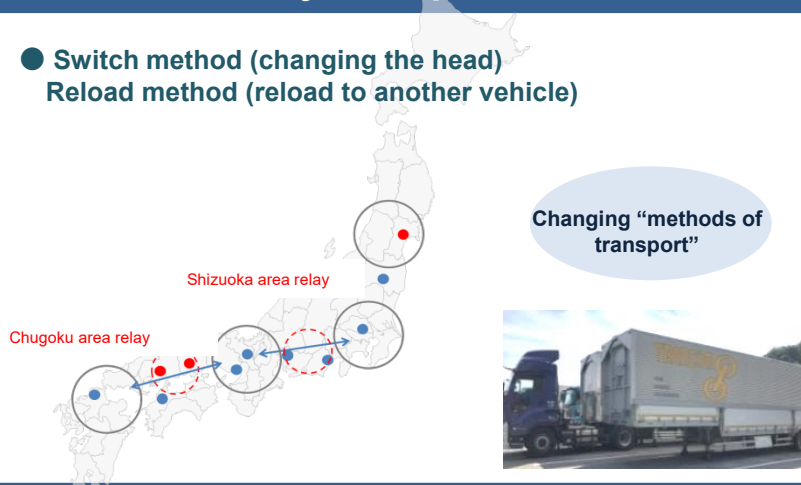 Switch method (changing the head)
Reload method (reload to another vehicle)
Changing “methods of
transport”
Shizuoka area relay
Chugoku area relay